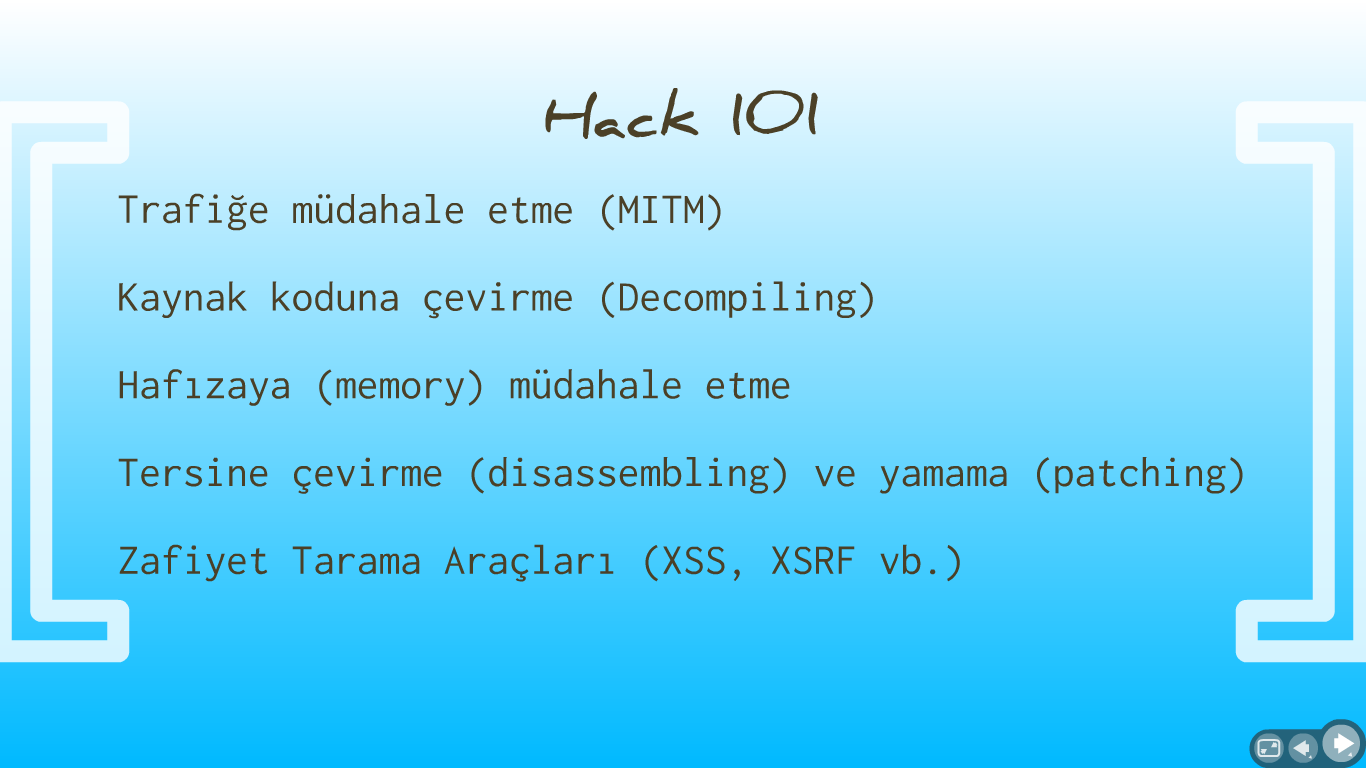 Hack 101
Trafiğe müdahale etme (MITM)
Kaynak koduna çevirme (Decompiling)
Hafızaya (memory) müdahale etme
Tersine çevirme (disassembling) ve yamama (patching)
Zafiyet Tarama Araçları (XSS, XSRF vb.)